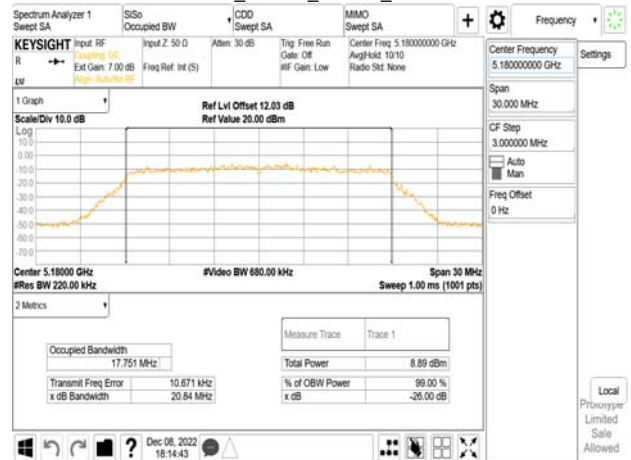 Spectrum Analyzer 1
Swept SA
SISo
Occupied BW
CDD
Swept SA
MIMO
Swept SA
Frequency
KEYSIGHT
R
LV
Input: RF
Coupling: DC
Ext Gain: 7.00 dB
Align: Auto/No RF
Input Z: 50 Ω
Freq Ref: Int (S)
Atten: 30 dB
Trig: Free Run
Gate: Off
#IF Gain: Low
Center Freq: 5.180000000 GHz
Avg|Hold: 10/10
Radio Std: None
Center Frequency
5.180000000 GHz
Settings
Span
30.000 MHz
CF Step
3.000000 MHz
Auto
Man
Freq Offset
0 Hz
1 Graph
Scale/Div 10.0 dB
Ref Lvl Offset 12.03 dB
Ref Value 20.00 dBm
Log
10.0
0.00
-10.0
-20.0
-30.0
-40.0
-50.0
-60.0
-70.0
Center 5.18000 GHz
#Res BW 220.00 kHz
#Video BW 680.00 kHz
Span 30 MHz
Sweep 1.00 ms (1001 pts)
2 Metrics
Measure Trace Trace 1
Occupied Bandwidth
17.751 MHz
Total Power 8.89 dBm
Transmit Freq Error 10.671 kHz
% of OBW Power 99.00 %
x dB Bandwidth 20.84 MHz
x dB -26.00 dB
Local
Prototype
Limited
Sale
Allowed
Dec 08, 2022
18:14:43